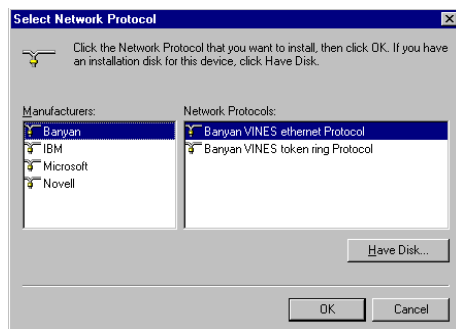 Select Network Protocol
Click the Network Protocol that you want to install, then click OK. If you have
an installation disk for this device, click Have Disk.
Manufacturers:
Banyan
IBM
Microsoft
Novell
Network Protocols:
Banyan VINES ethernet Protocol
Banyan VINES token ring Protocol
Have Disk...
OK
Cancel